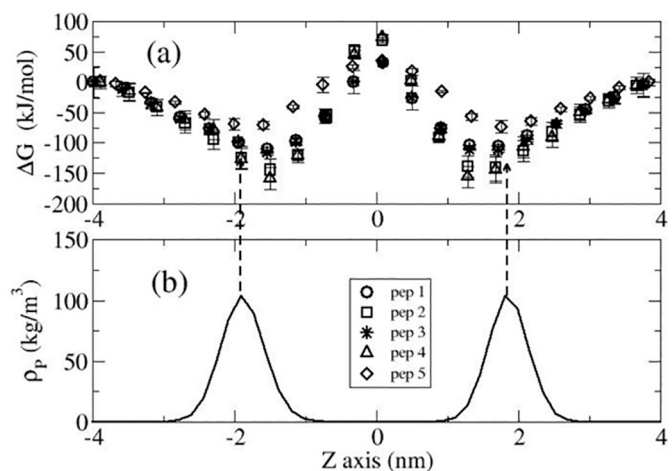 100
50
0
-50
-100
-150
-200
ΔG (kJ/mol)
(a)
-4 -2 0 2 4
150
100
50
0
ρP (kg/m3)
(b)
pep 1
pep 2
pep 3
pep 4
pep 5
-4 -2 0 2 4
Z axis (nm)